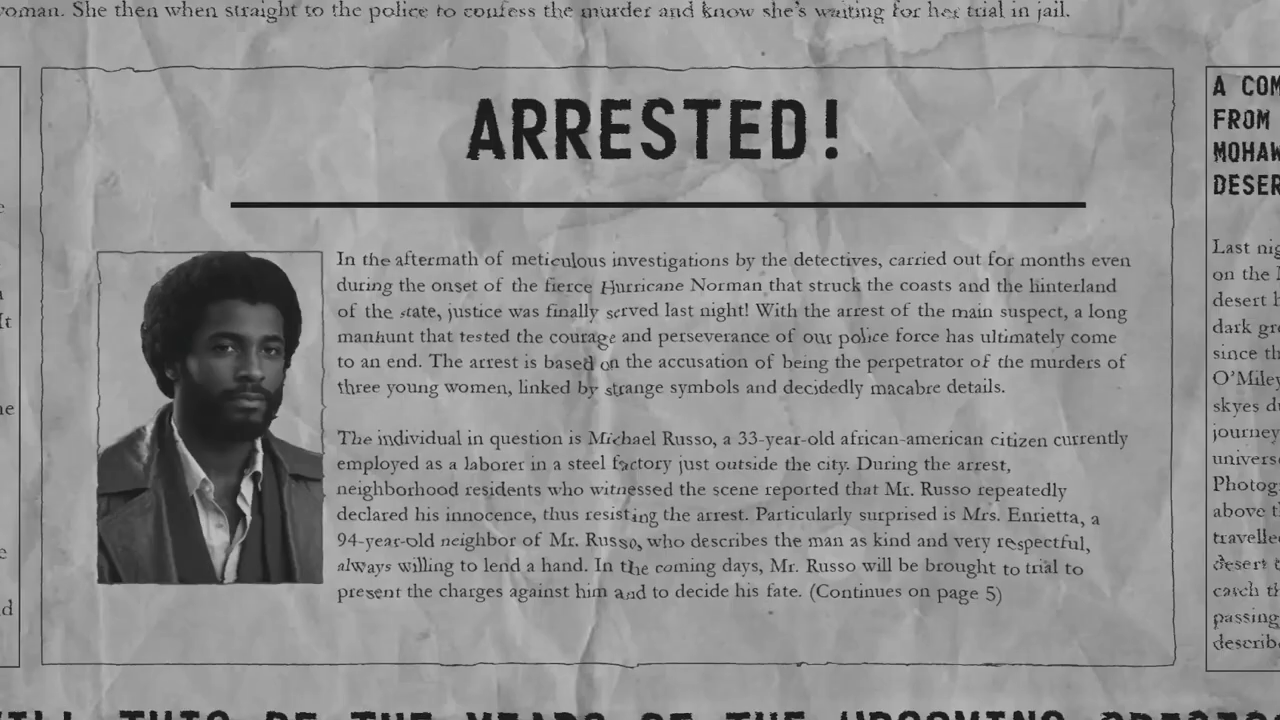 woman. She then when straight to the police to confess the murder and know she's waiting for her trial in jail.
ARRESTED!
In the aftermath of meticulous investigations by the detectives, carried out for months even
during the onset of the fierce Hurricane Norman that struck the coasts and the hinterland
of the state, justice was finally served last night! With the arrest of the main suspect, a long
manhunt that tested the courage and perseverance of our police force has ultimately come
to an end. The arrest is based on the accusation of being the perpetrator of the murders of
three young women, linked by strange symbols and decidedly macabre details.
The individual in question is Michael Russo, a 33-year-old african-american citizen currently
employed as a laborer in a steel factory just outside the city. During the arrest,
neighborhood residents who witnessed the scene reported that Mr. Russo repeatedly
declared his innocence, thus resisting the arrest. Particularly surprised is Mrs. Enrietta, a
94-year-old neighbor of Mr. Russo, who describes the man as kind and very respectful,
always willing to lend a hand. In the coming days, Mr. Russo will be brought to trial to
present the charges against him and to decide his fate. (Continues on page 5)
A COM
FROM
MOHAW
DESER
Last nig
on the
desert
dark gr
since th
O'Miley
skyes d
journey
univers
Photog
above t
travelle
desert
catch th
passing
describ
WILL THIS BE THE YEARS OF THE UPCOMING